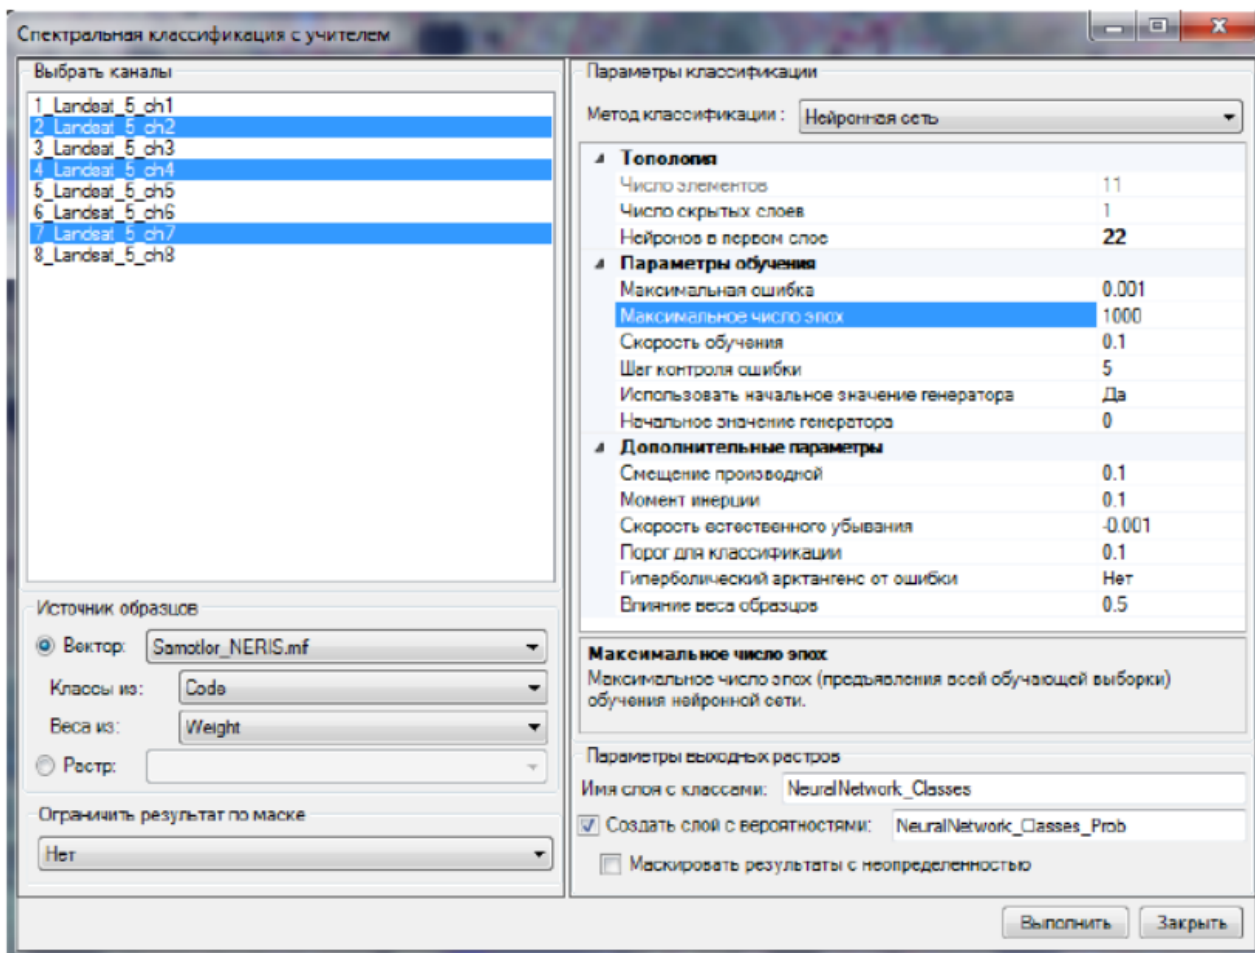 Спектральная классификация с учителем
Выбрать каналы
1_Landsat_5_ch1
2_Landsat_5_ch2
3_Landsat_5_ch3
4_Landsat_5_ch4
5_Landsat_5_ch5
6_Landsat_5_ch6
7_Landsat_5_ch7
8_Landsat_5_ch8
Источник образцов
Вектор: Samotlor_NERIS.mf
Классы из: Code
Веса из: Weight
Растр:
Ограничить результат по маске
Нет
Параметры классификации
Метод классификации : Нейронная сеть
Топология
Число элементов 11
Число скрытых слоев 1
Нейронов в первом слое 22
Параметры обучения
Максимальная ошибка 0.001
Максимальное число эпох 1000
Скорость обучения 0.1
Шаг контроля ошибки 5
Использовать начальное значение генератора Да
Начальное значение генератора 0
Дополнительные параметры
Смещение производной 0.1
Момент инерции 0.1
Скорость естественного убывания -0.001
Порог для классификации 0.1
Гиперболический арктангенс от ошибки Нет
Влияние веса образцов 0.5
Максимальное число эпох
Максимальное число эпох (предъявления всей обучающей выборки)
обучения нейронной сети.
Параметры выходных растров
Имя слоя с классами: NeuralNetwork_Classes
Создать слой с вероятностями: NeuralNetwork_Classes_Prob
Маскировать результаты с неопределенностью
Выполнить Закрыть